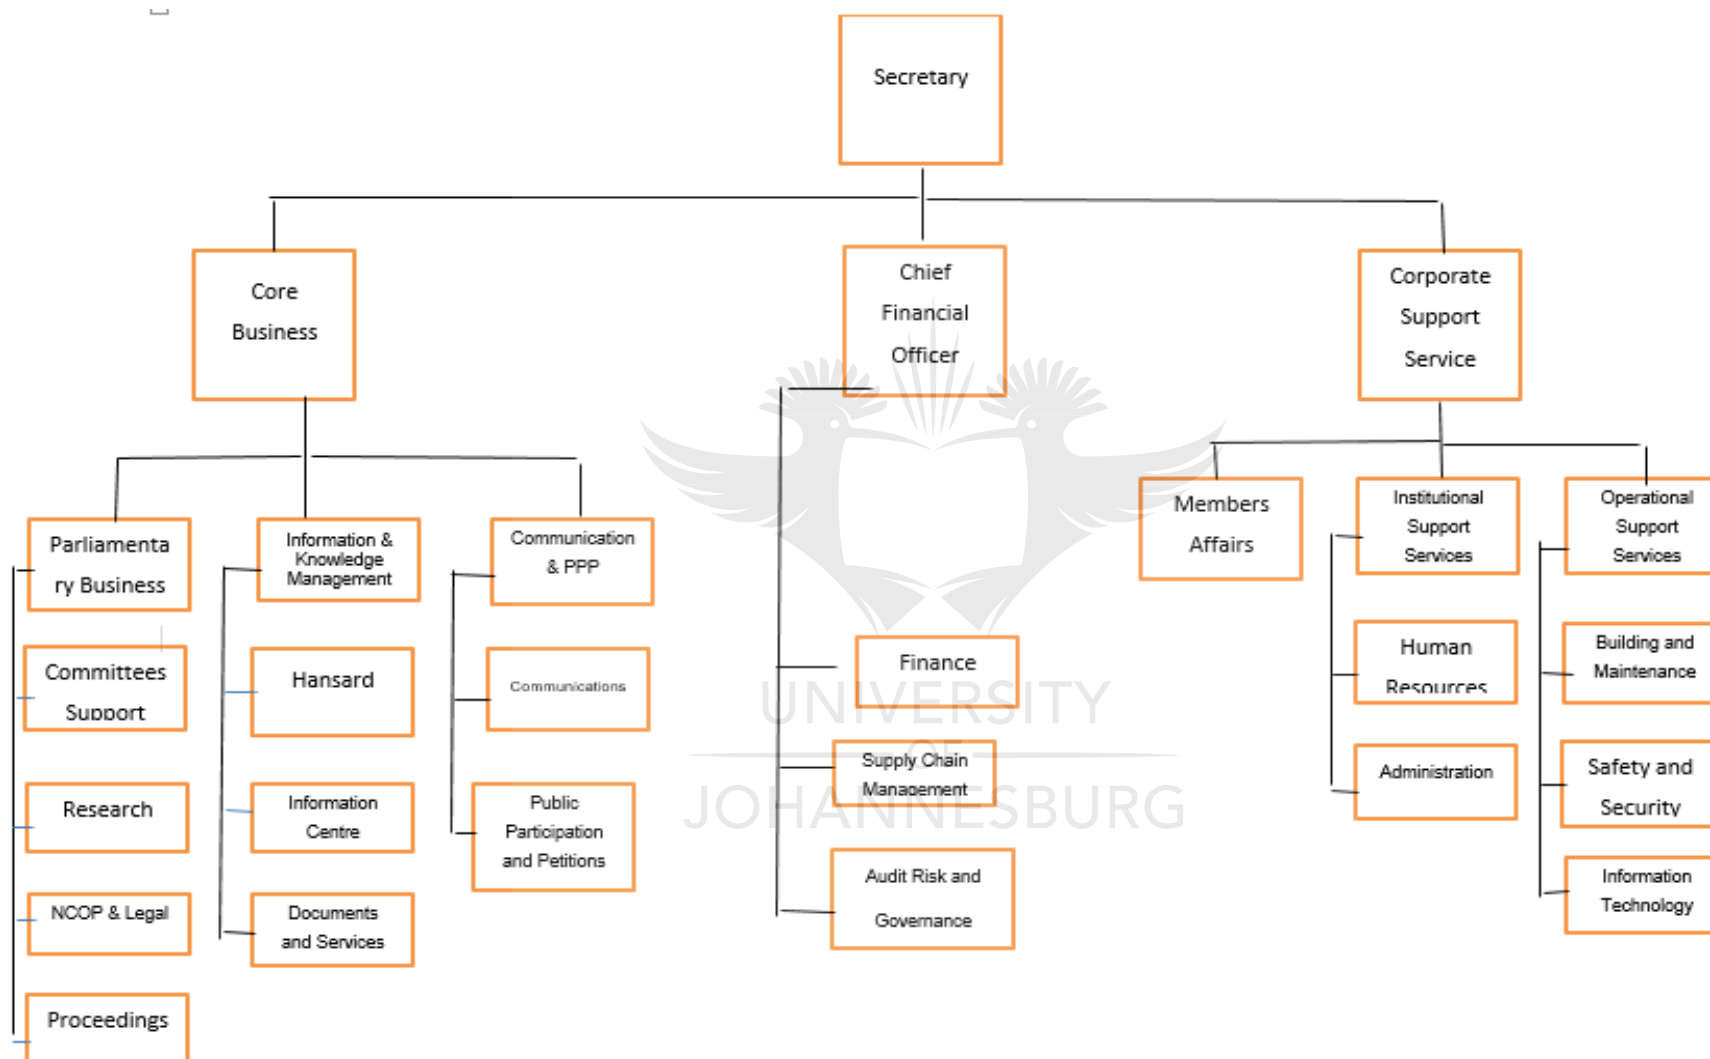 Secretary
Core
Business
Chief
Financial
Officer
Corporate
Support
Service
Parliamenta
ry Business
Information &
Knowledge
Management
Communication
& PPP
Members
Affairs
Institutional
Support
Services
Operational
Support
Services
Committees
Support
Hansard
Communications
Finance
Human
Resources
Building and
Maintenance
Research
Information
Centre
Public
Participation
and Petitions
Supply Chain
Management
Administration
Safety and
Security
NCOP & Legal
Documents
and Services
Audit Risk and
Governance
Information
Technology
Proceedings
UNIVERSITY
OF
JOHANNESBURG